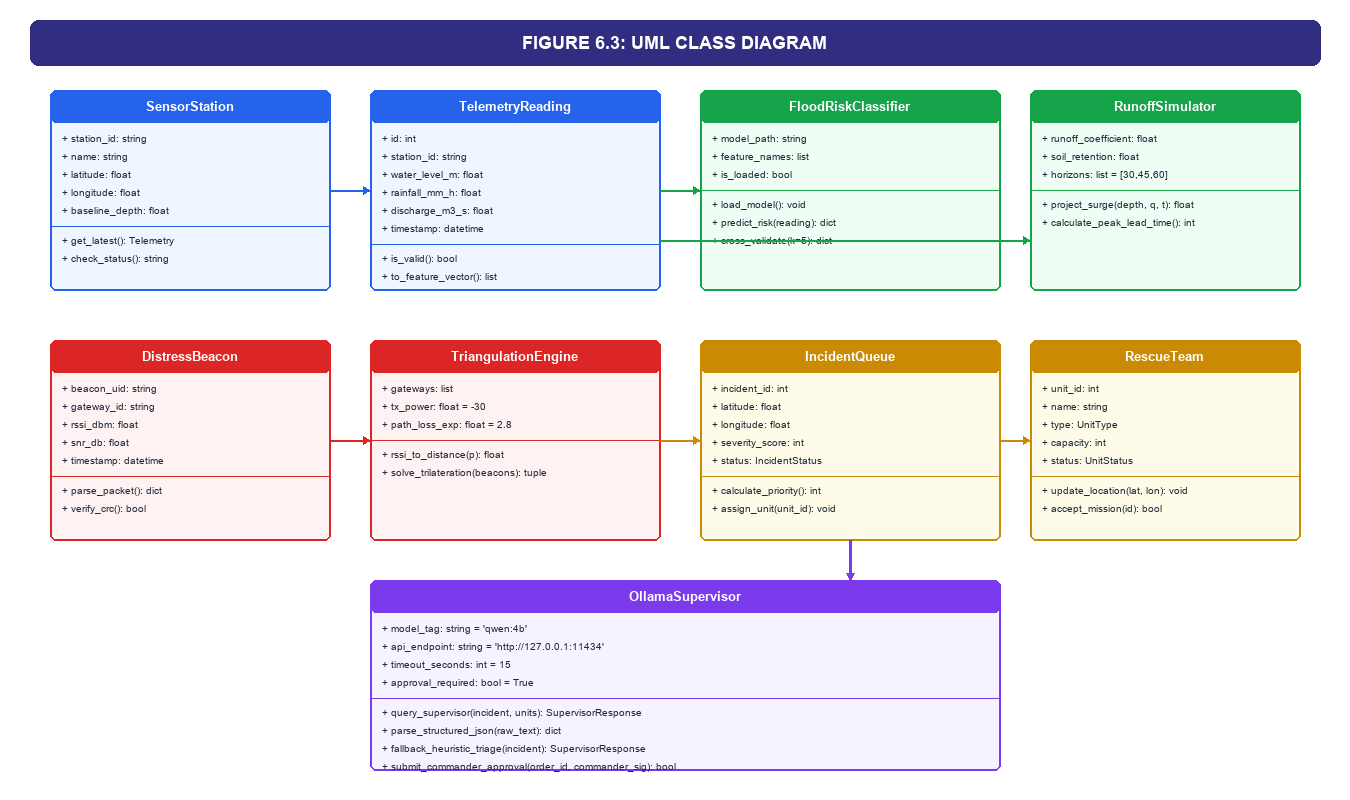 FIGURE 6.3: UML CLASS DIAGRAM
SensorStation
+ station_id: string
+ name: string
+ latitude: float
+ longitude: float
+ baseline_depth: float
+ get_latest(): Telemetry
+ check_status(): string
TelemetryReading
+ id: int
+ station_id: string
+ water_level_m: float
+ rainfall_mm_h: float
+ discharge_m3_s: float
+ timestamp: datetime
+ is_valid(): bool
+ to_feature_vector(): list
FloodRiskClassifier
+ model_path: string
+ feature_names: list
+ is_loaded: bool
+ load_model(): void
+ predict_risk(reading): dict
+ cross_validate(k=5): dict
RunoffSimulator
+ runoff_coefficient: float
+ soil_retention: float
+ horizons: list = [30,45,60]
+ project_surge(depth, q, t): float
+ calculate_peak_lead_time(): int
DistressBeacon
+ beacon_uid: string
+ gateway_id: string
+ rssi_dbm: float
+ snr_db: float
+ timestamp: datetime
+ parse_packet(): dict
+ verify_crc(): bool
TriangulationEngine
+ gateways: list
+ tx_power: float = -30
+ path_loss_exp: float = 2.8
+ rssi_to_distance(p): float
+ solve_trilateration(beacons): tuple
IncidentQueue
+ incident_id: int
+ latitude: float
+ longitude: float
+ severity_score: int
+ status: IncidentStatus
+ calculate_priority(): int
+ assign_unit(unit_id): void
RescueTeam
+ unit_id: int
+ name: string
+ type: UnitType
+ capacity: int
+ status: UnitStatus
+ update_location(lat, lon): void
+ accept_mission(id): bool
OllamaSupervisor
+ model_tag: string = 'qwen:4b'
+ api_endpoint: string = 'http://127.0.0.1:11434'
+ timeout_seconds: int = 15
+ approval_required: bool = True
+ query_supervisor(incident, units): SupervisorResponse
+ parse_structured_json(raw_text): dict
+ fallback_heuristic_triage(incident): SupervisorResponse
+ submit_commander_approval(order_id, commander_sig): bool